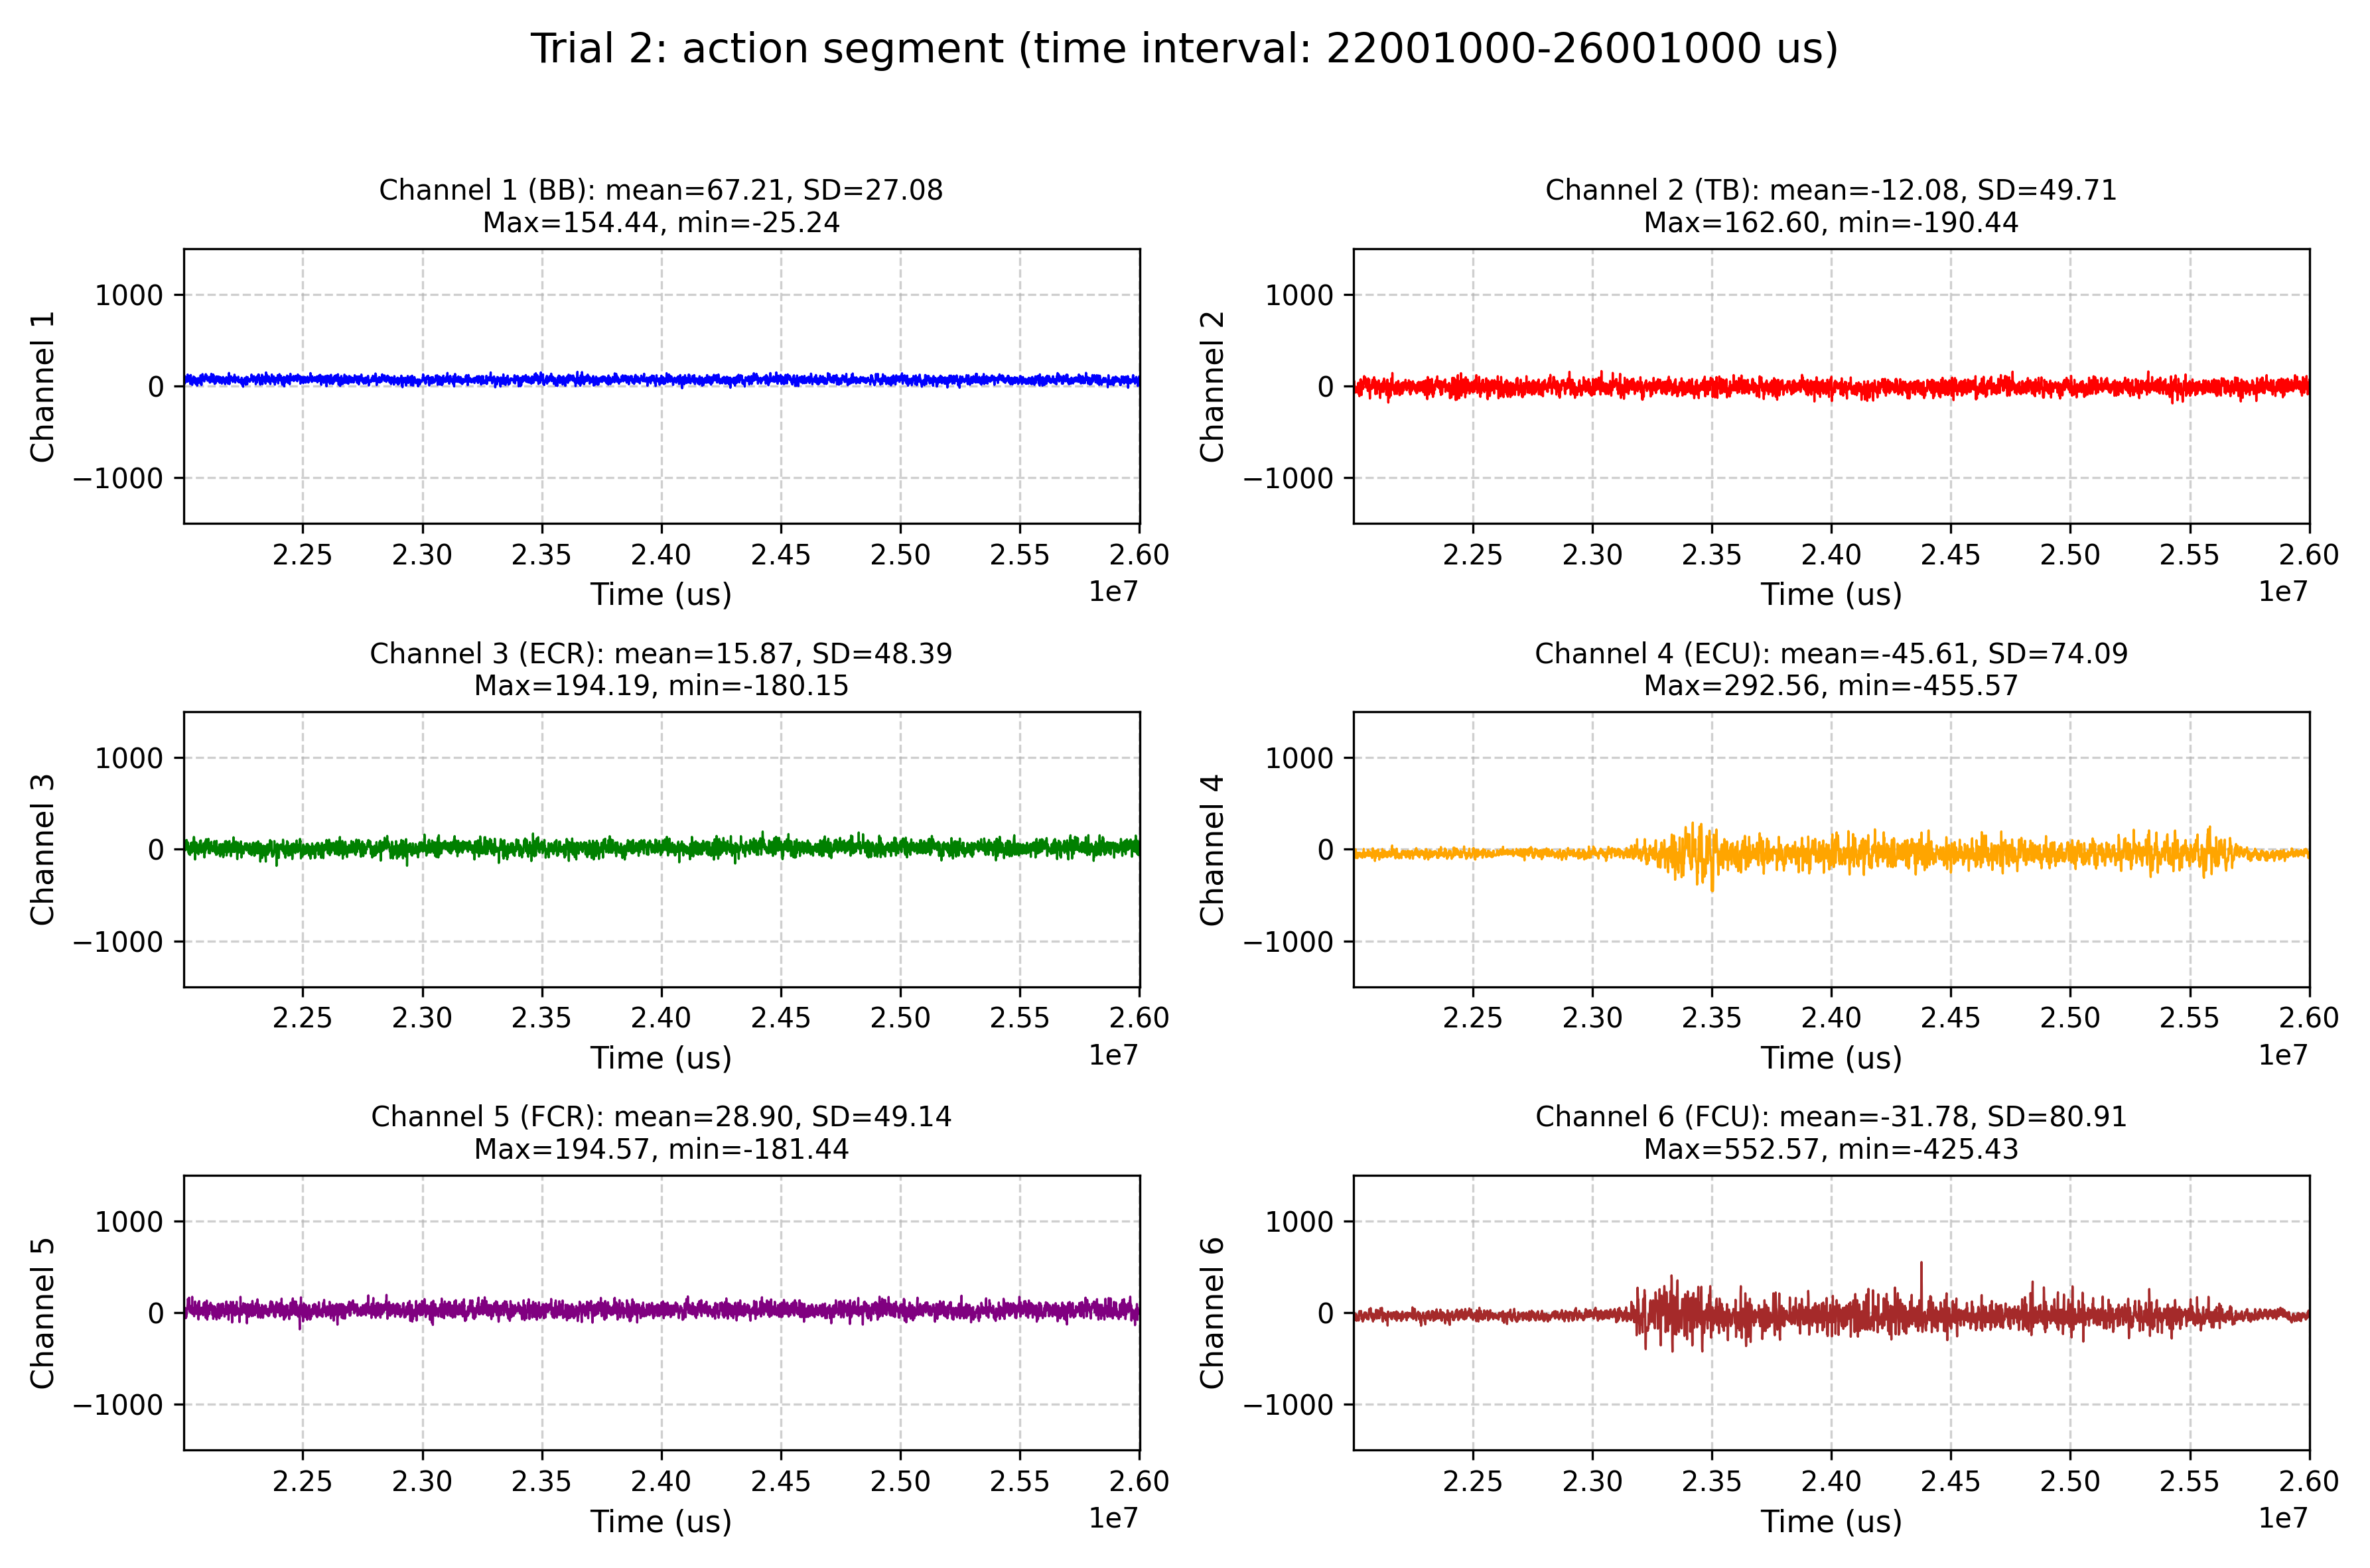 Trial 2: action segment (time interval: 22001000-26001000 us)
Channel 1 (BB): mean=67.21, SD=27.08
Max=154.44, min=-25.24
Channel 1
1000
0
−1000
2.25 2.30 2.35 2.40 2.45 2.50 2.55 2.60
Time (us)
1e7
Channel 2 (TB): mean=-12.08, SD=49.71
Max=162.60, min=-190.44
Channel 2
1000
0
−1000
2.25 2.30 2.35 2.40 2.45 2.50 2.55 2.60
Time (us)
1e7
Channel 3 (ECR): mean=15.87, SD=48.39
Max=194.19, min=-180.15
Channel 3
1000
0
−1000
2.25 2.30 2.35 2.40 2.45 2.50 2.55 2.60
Time (us)
1e7
Channel 4 (ECU): mean=-45.61, SD=74.09
Max=292.56, min=-455.57
Channel 4
1000
0
−1000
2.25 2.30 2.35 2.40 2.45 2.50 2.55 2.60
Time (us)
1e7
Channel 5 (FCR): mean=28.90, SD=49.14
Max=194.57, min=-181.44
Channel 5
1000
0
−1000
2.25 2.30 2.35 2.40 2.45 2.50 2.55 2.60
Time (us)
1e7
Channel 6 (FCU): mean=-31.78, SD=80.91
Max=552.57, min=-425.43
Channel 6
1000
0
−1000
2.25 2.30 2.35 2.40 2.45 2.50 2.55 2.60
Time (us)
1e7